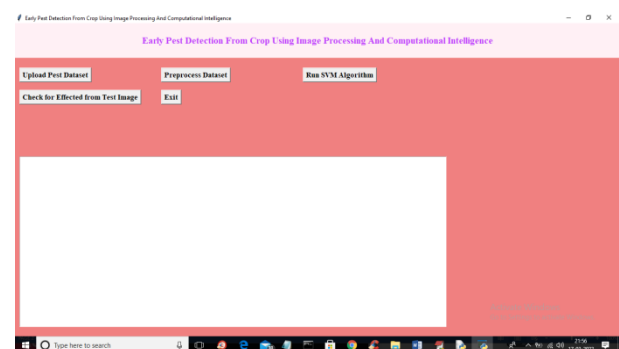 Early Pest Detection From Crop Using Image Processing And Computational Intelligence
Early Pest Detection From Crop Using Image Processing And Computational Intelligence
Upload Pest Dataset Preprocess Dataset Run SVM Algorithm
Check for Effected from Test Image Exit
Type here to search 21:56